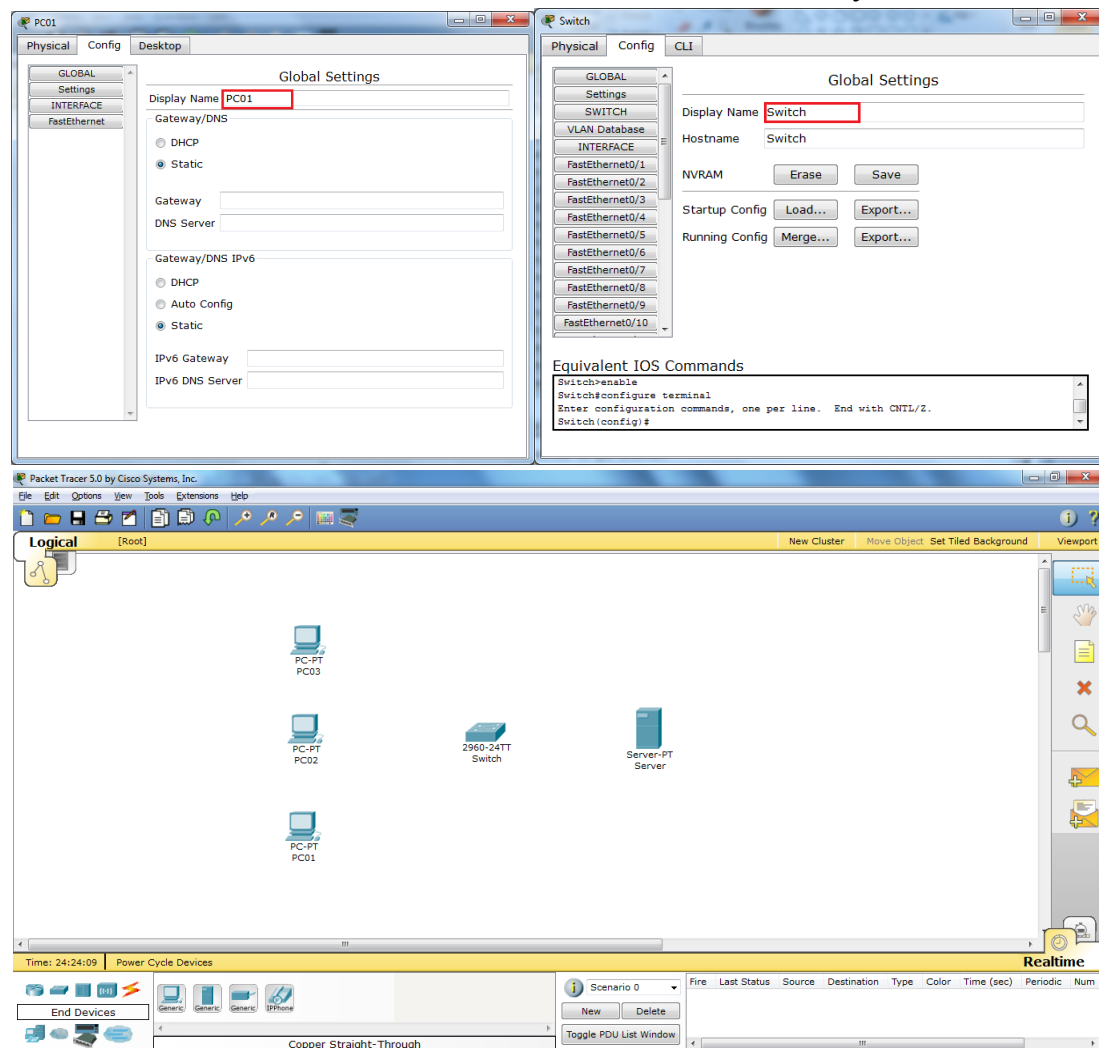 PC01
Physical Config Desktop
GLOBAL
Settings
INTERFACE
FastEthernet
Global Settings
Display Name PC01
Gateway/DNS
DHCP
Static
Gateway
DNS Server
Gateway/DNS IPv6
DHCP
Auto Config
Static
IPv6 Gateway
IPv6 DNS Server
Switch
Physical Config CLI
GLOBAL
Settings
SWITCH
VLAN Database
INTERFACE
FastEthernet0/1
FastEthernet0/2
FastEthernet0/3
FastEthernet0/4
FastEthernet0/5
FastEthernet0/6
FastEthernet0/7
FastEthernet0/8
FastEthernet0/9
FastEthernet0/10
Global Settings
Display Name Switch
Hostname Switch
NVRAM Erase Save
Startup Config Load... Export...
Running Config Merge... Export...
Equivalent IOS Commands
Switch>enable
Switch#configure terminal
Enter configuration commands, one per line. End with CNTL/Z.
Switch(config)#
Packet Tracer 5.0 by Cisco Systems, Inc.
File Edit Options View Tools Extensions Help
Logical [Root] New Cluster Move Object Set Tiled Background Viewport
PC-PT
PC03
PC-PT
PC02
2960-24TT
Switch
Server-PT
Server
PC-PT
PC01
Time: 24:24:09 Power Cycle Devices Realtime
End Devices
Generic Generic Generic IPPhone
Copper Straight-Through
Scenario 0
New Delete
Toggle PDU List Window
Fire Last Status Source Destination Type Color Time (sec) Periodic Num